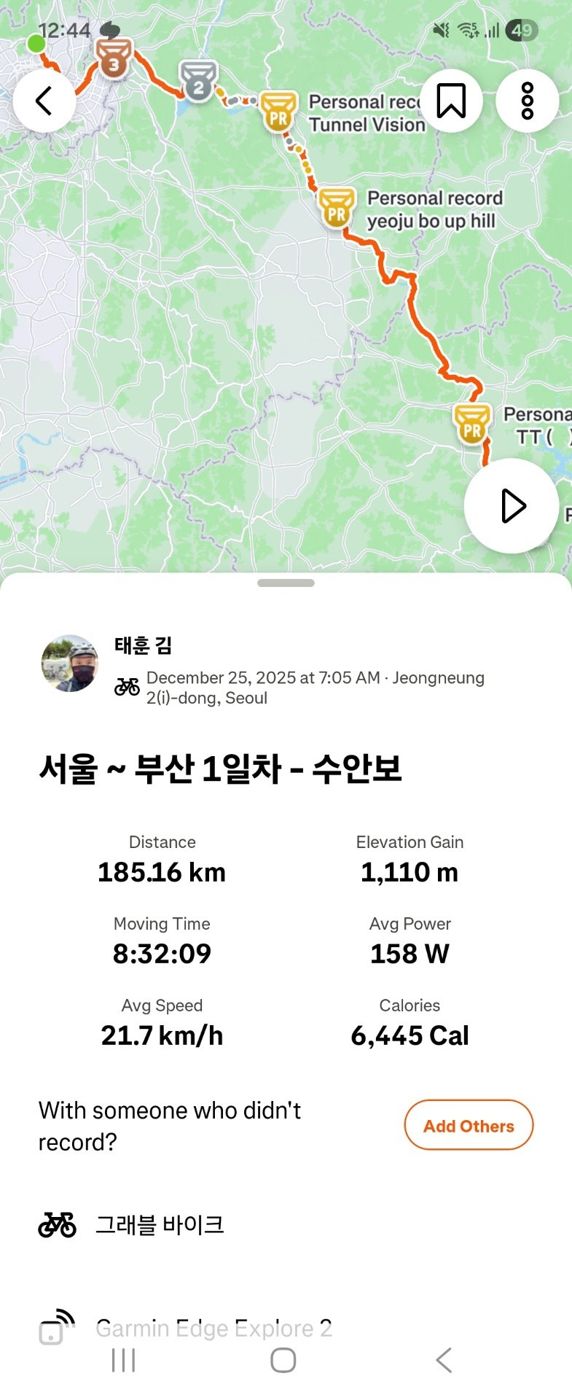 12:44
49
3
2
PR
Personal reco
Tunnel Vision
PR
Personal record
yeoju bo up hill
PR
Persona
TT (
태훈 김
December 25, 2025 at 7:05 AM · Jeongneung
2(i)-dong, Seoul
서울 ~ 부산 1일차 - 수안보
Distance
Elevation Gain
185.16 km
1,110 m
Moving Time
Avg Power
8:32:09
158 W
Avg Speed
Calories
21.7 km/h
6,445 Cal
With someone who didn't
record?
Add Others
그래블 바이크
Garmin Edge Explore 2